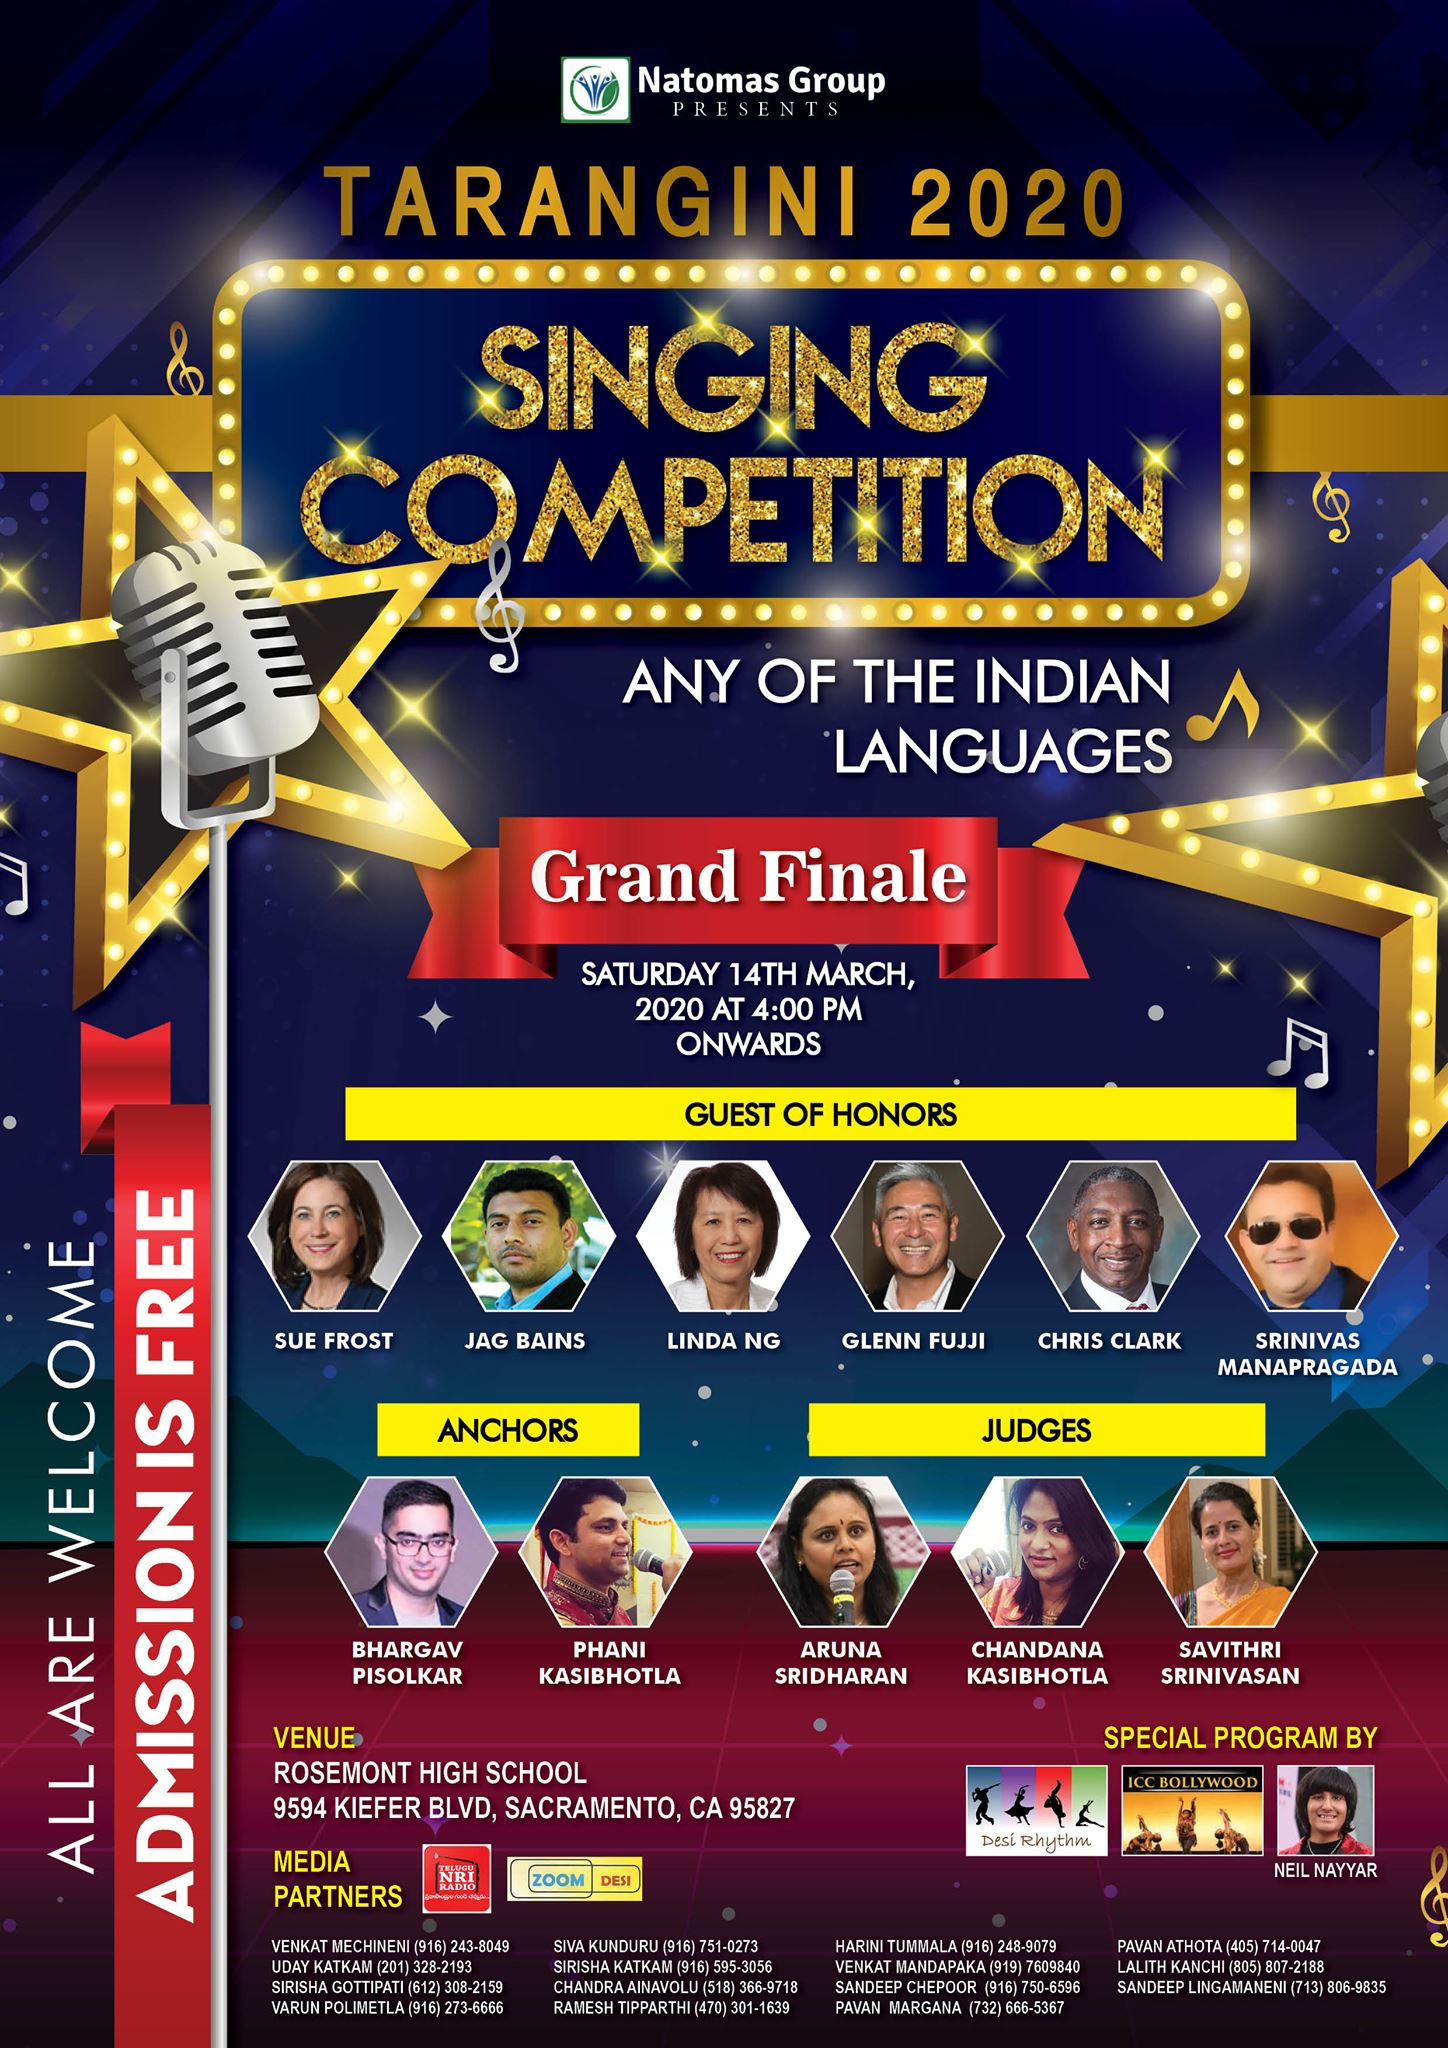 Natomas Group
PRESENTS
TARANGINI 2020
SINGING
COMPETITION
ANY OF THE INDIAN
LANGUAGES
Grand Finale
SATURDAY 14TH MARCH,
2020 AT 4:00 PM
ONWARDS
GUEST OF HONORS
SUE FROST
JAG BAINS
LINDA NG
GLENN FUJJI
CHRIS CLARK
SRINIVAS
MANAPRAGADA
ANCHORS
BHARGAV
PISOLKAR
PHANI
KASIBHOTLA
JUDGES
ARUNA
SRIDHARAN
CHANDANA
KASIBHOTLA
SAVITHRI
SRINIVASAN
ALL ARE WELCOME
ADMISSION IS FREE
VENUE
ROSEMONT HIGH SCHOOL
9594 KIEFER BLVD, SACRAMENTO, CA 95827
SPECIAL PROGRAM BY
Desi Rhythm
ICC BOLLYWOOD
NEIL NAYYAR
MEDIA
PARTNERS
TELUGU
NRI
RADIO
ZOOM DESI
VENKAT MECHINENI (916) 243-8049
UDAY KATKAM (201) 328-2193
SIRISHA GOTTIPATI (612) 308-2159
VARUN POLIMETLA (916) 273-6666
SIVA KUNDURU (916) 751-0273
SIRISHA KATKAM (916) 595-3056
CHANDRA AINAVOLU (518) 366-9718
RAMESH TIPPARTHI (470) 301-1639
HARINI TUMMALA (916) 248-9079
VENKAT MANDAPAKA (919) 7609840
SANDEEP CHEPOOR (916) 750-6596
PAVAN MARGANA (732) 666-5367
PAVAN ATHOTA (405) 714-0047
LALITH KANCHI (805) 807-2188
SANDEEP LINGAMANENI (713) 806-9835